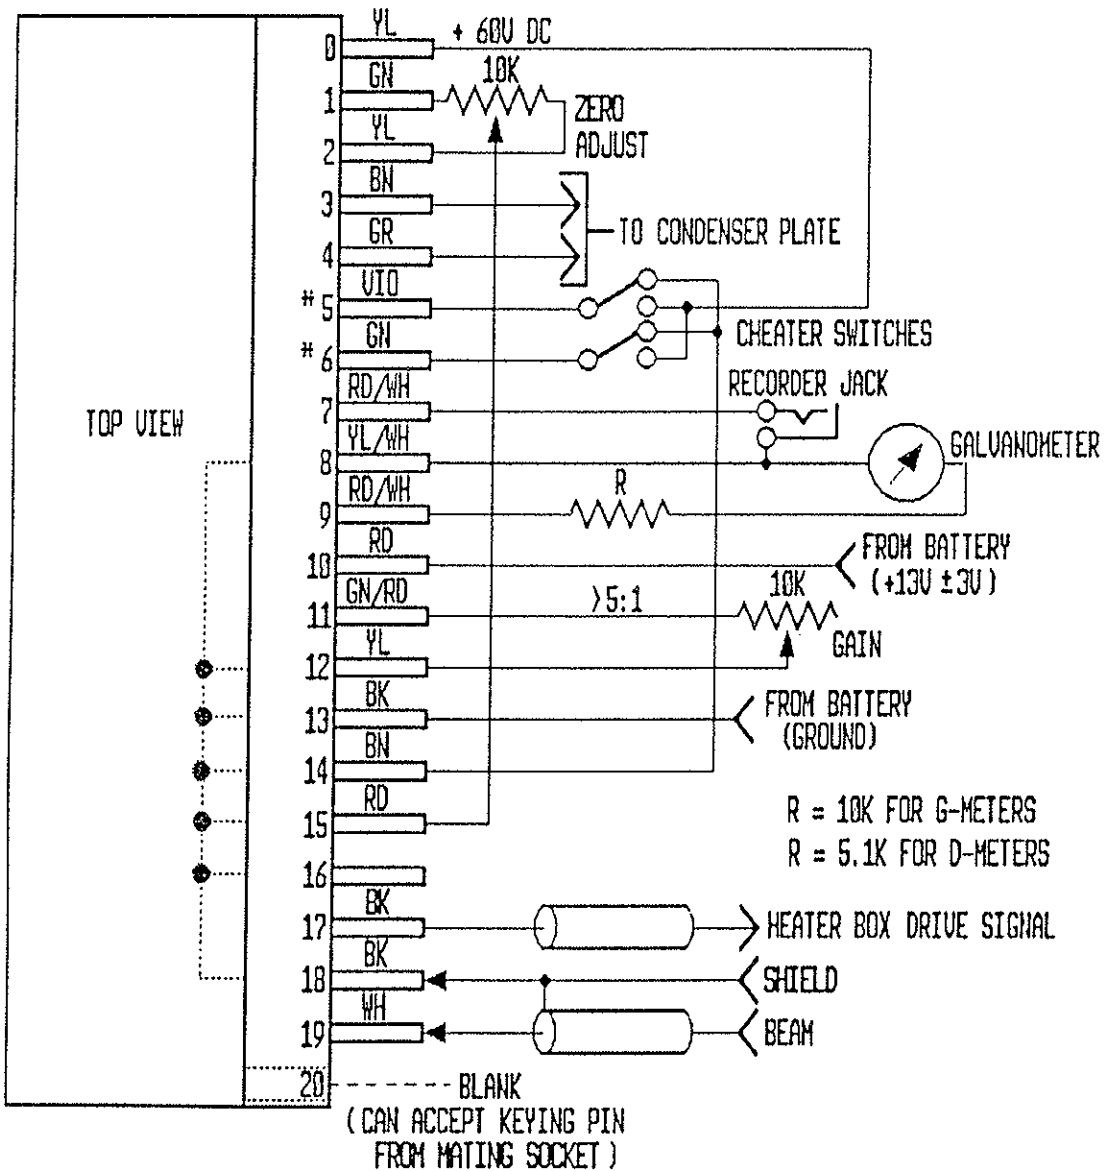 YL
0
+ 60V DC
GN
1
10K
ZERO
ADJUST
YL
2
BN
3
GR
4
TO CONDENSER PLATE
VIO
* 5
GN
* 6
CHEATER SWITCHES
RD/WH
7
RECORDER JACK
TOP VIEW
YL/WH
8
GALVANOMETER
RD/WH
9
R
RD
10
FROM BATTERY
(+13V ±3V)
GN/RD
11
>5:1
10K
GAIN
YL
12
BK
13
FROM BATTERY
(GROUND)
BN
14
RD
15
R = 10K FOR G-METERS
R = 5.1K FOR D-METERS
16
BK
17
HEATER BOX DRIVE SIGNAL
BK
18
SHIELD
WH
19
BEAM
20
BLANK
(CAN ACCEPT KEYING PIN
FROM MATING SOCKET)